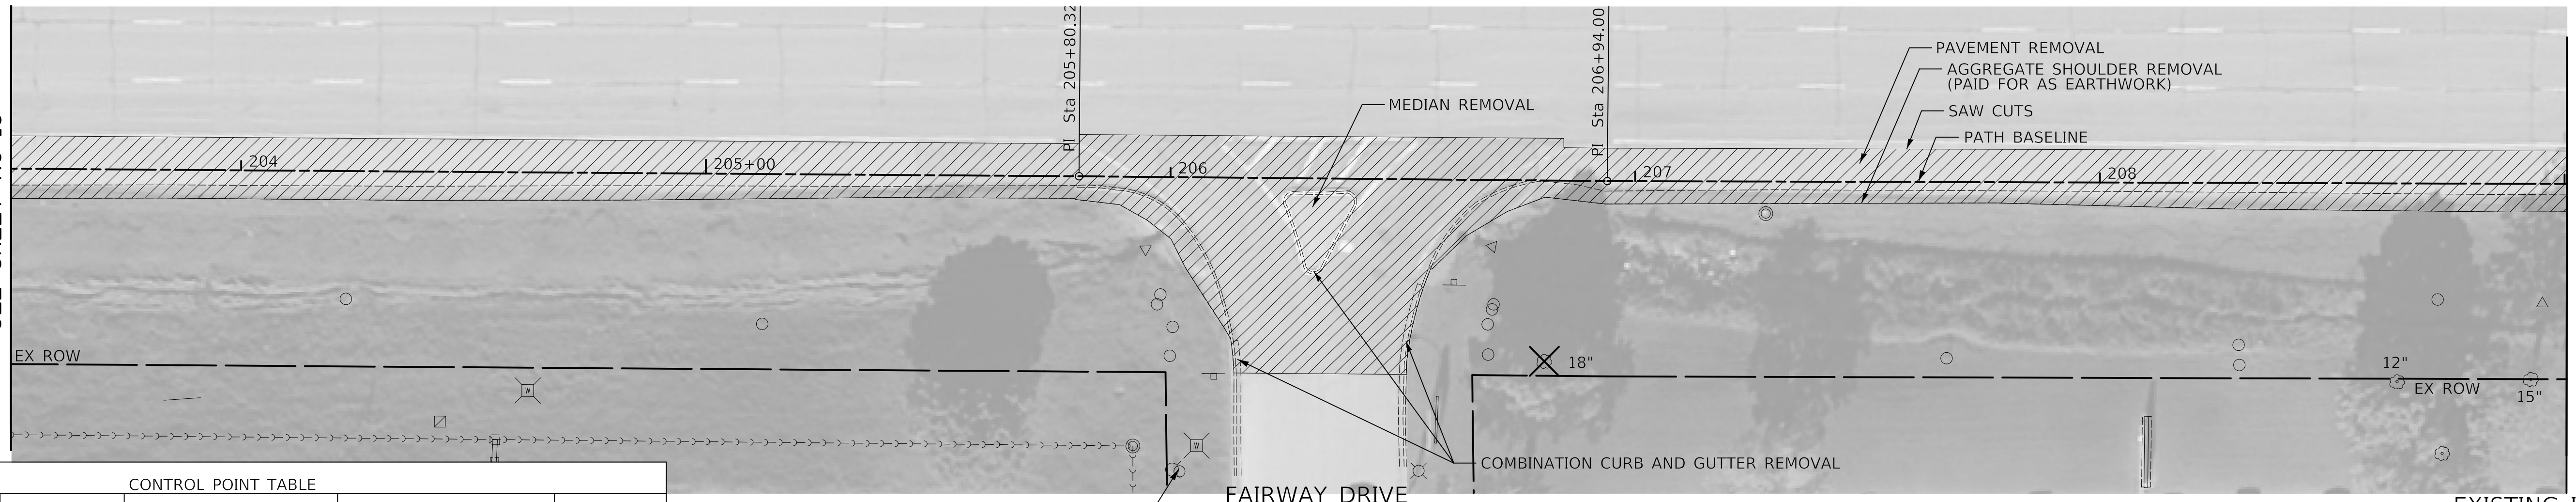 PI Sta 205+80.32
PI Sta 206+94.00
PAVEMENT REMOVAL
AGGREGATE SHOULDER REMOVAL
(PAID FOR AS EARTHWORK)
SAW CUTS
PATH BASELINE
MEDIAN REMOVAL
204
205+00
206
207
208
EX ROW
18"
12"
EX ROW
15"
W
W
COMBINATION CURB AND GUTTER REMOVAL
CONTROL POINT TABLE
FAIRWAY DRIVE
EXISTING